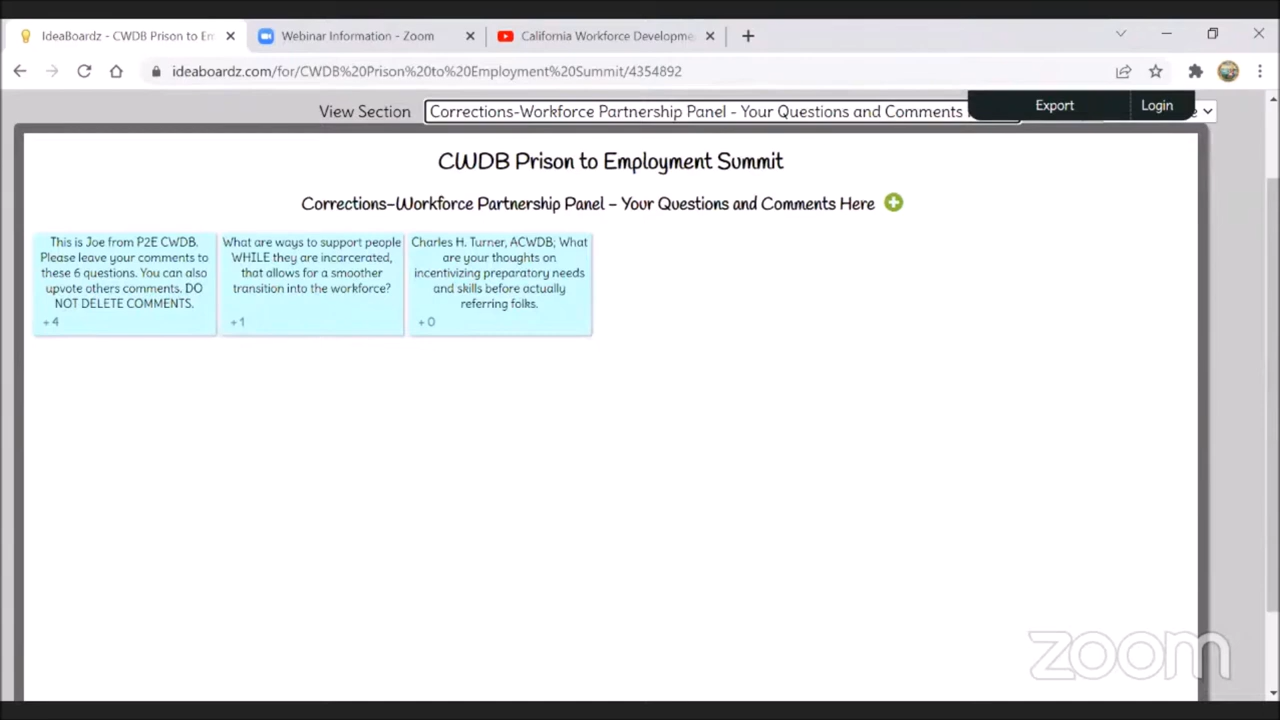 IdeaBoardz - CWDB Prison to Em
Webinar Information - Zoom
California Workforce Developme
ideaboardz.com/for/CWDB%20Prison%20to%20Employment%20Summit/4354892
View Section
Corrections-Workforce Partnership Panel - Your Questions and Comments
Export
Login
CWDB Prison to Employment Summit
Corrections-Workforce Partnership Panel - Your Questions and Comments Here
This is Joe from P2E CWDB.
Please leave your comments to
these 6 questions. You can also
upvote others comments. DO
NOT DELETE COMMENTS.
+4
What are ways to support people
WHILE they are incarcerated,
that allows for a smoother
transition into the workforce?
+1
Charles H. Turner, ACWDB; What
are your thoughts on
incentivizing preparatory needs
and skills before actually
referring folks.
+0
zoom